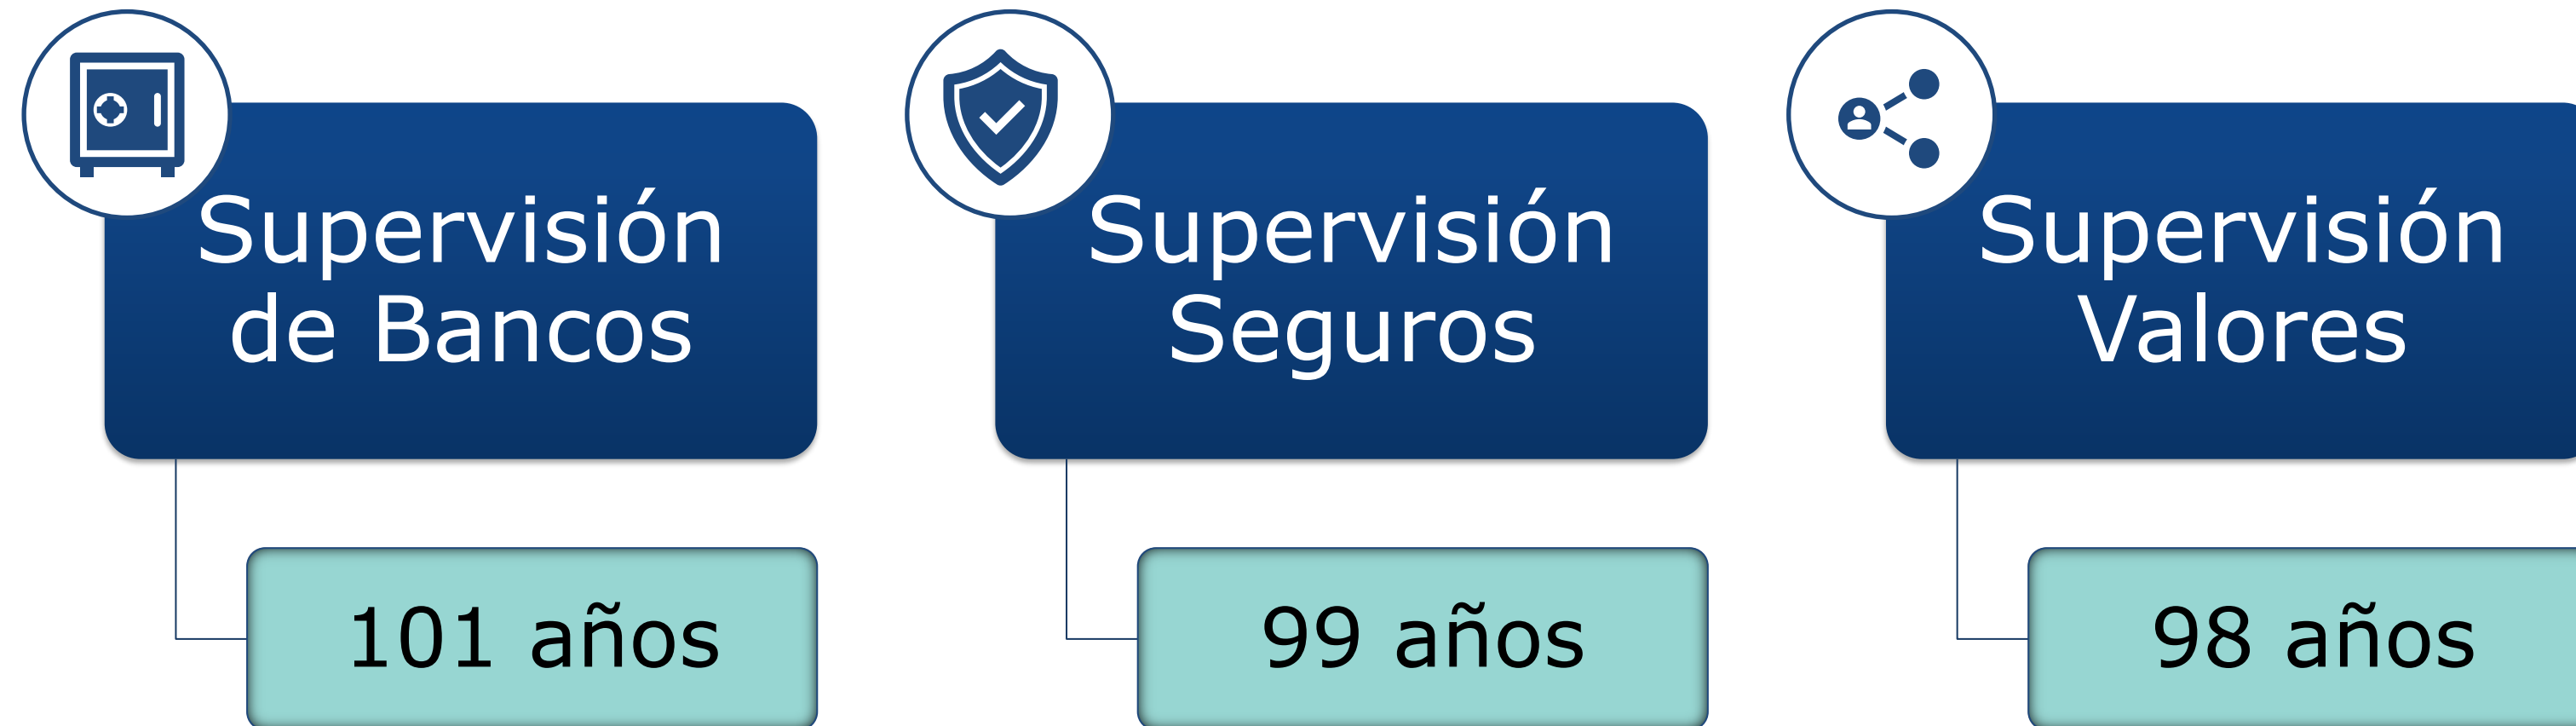 Supervisión
de Bancos
101 años
Supervisión
Seguros
99 años
Supervisión
Valores
98 años